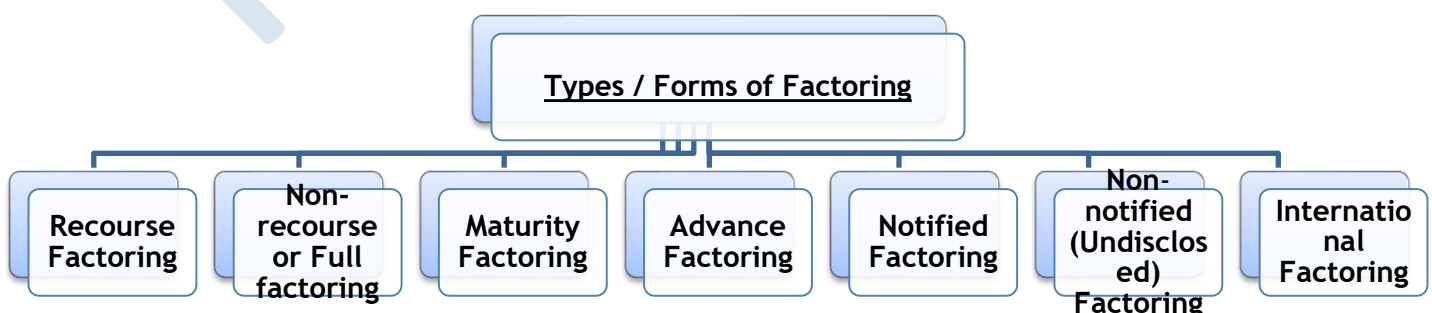 Types / Forms of Factoring
Recourse
Factoring
Non-
recourse
or Full
factoring
Maturity
Factoring
Advance
Factoring
Notified
Factoring
Non-
notified
(Undisclos
ed)
Factoring
Internatio
nal
Factoring